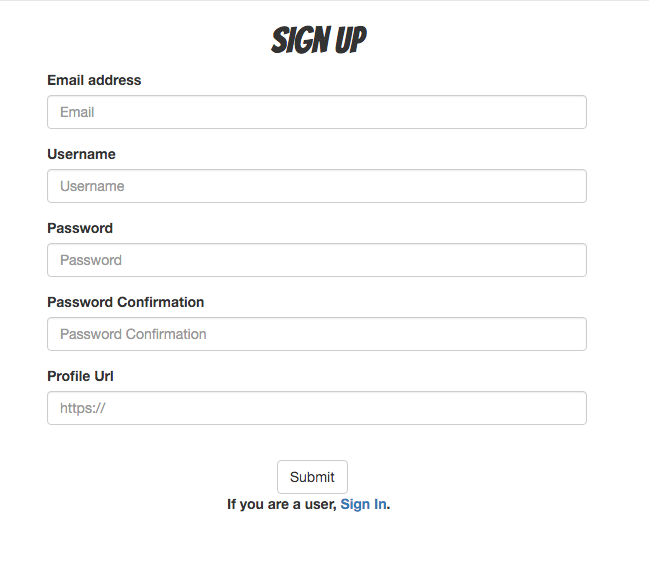 SIGN UP
Email address
Email
Username
Username
Password
Password
Password Confirmation
Password Confirmation
Profile Url
https://
Submit
If you are a user, Sign In.